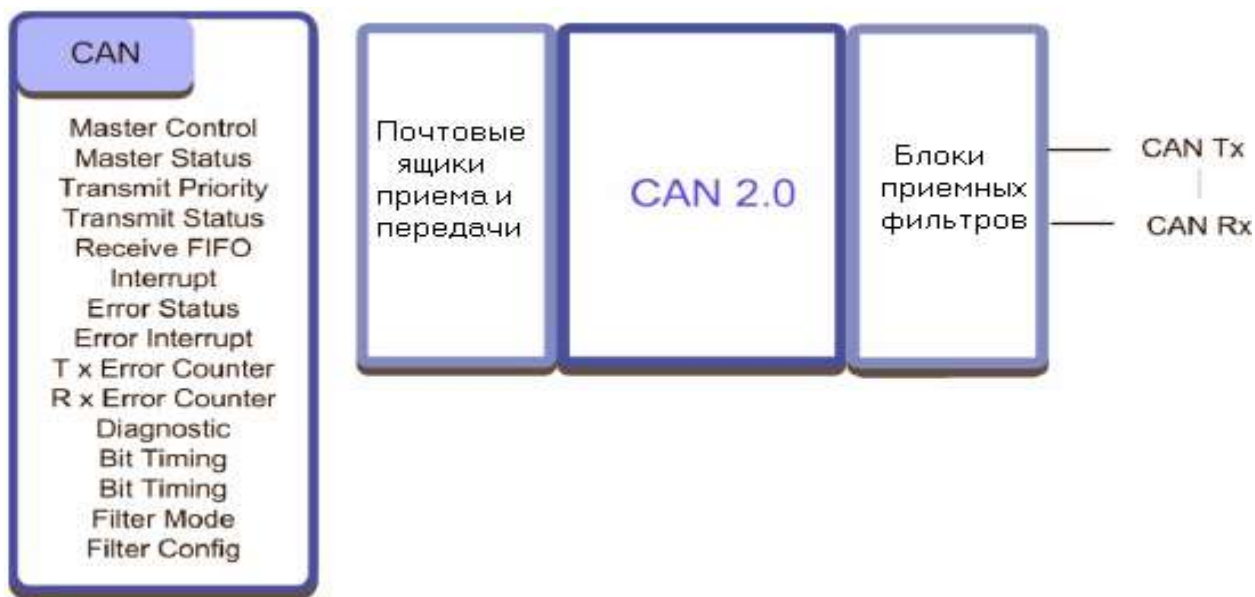 CAN
Master Control
Master Status
Transmit Priority
Transmit Status
Receive FIFO
Interrupt
Error Status
Error Interrupt
T x Error Counter
R x Error Counter
Diagnostic
Bit Timing
Bit Timing
Filter Mode
Filter Config
Почтовые
ящики
приема и
передачи
CAN 2.0
Блоки
приемных
фильтров
CAN Tx
CAN Rx